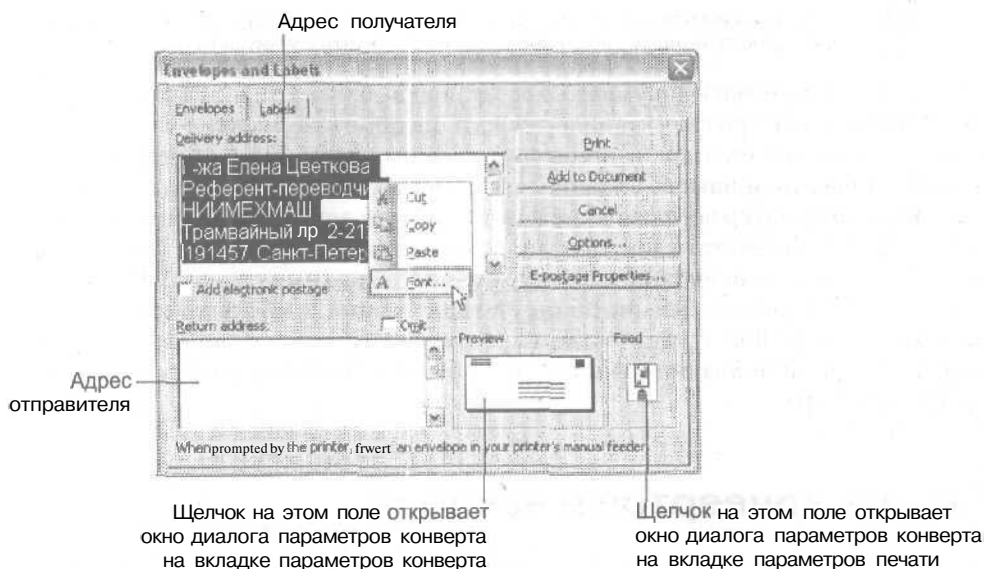 Адрес получателя
Envelopes and Labels
Envelopes Labels
Delivery address:
Г-жа Елена Цветкова
Референт-переводчи
НИИМЕХМАШ
Трамвайный лр 2-21
191457, Санкт-Петер
Cut
Copy
Paste
Font...
Print
Add to Document
Cancel
Options...
E-postage Properties...
Add electronic postage
Return address:
Omit
Preview
Feed
When prompted by the printer, frwert an envelope in your printer's manual feeder.
Адрес
отправителя
Щелчок на этом поле открывает
окно диалога параметров конверта
на вкладке параметров конверта
Щелчок на этом поле открывает
окно диалога параметров конверта
на вкладке параметров печати